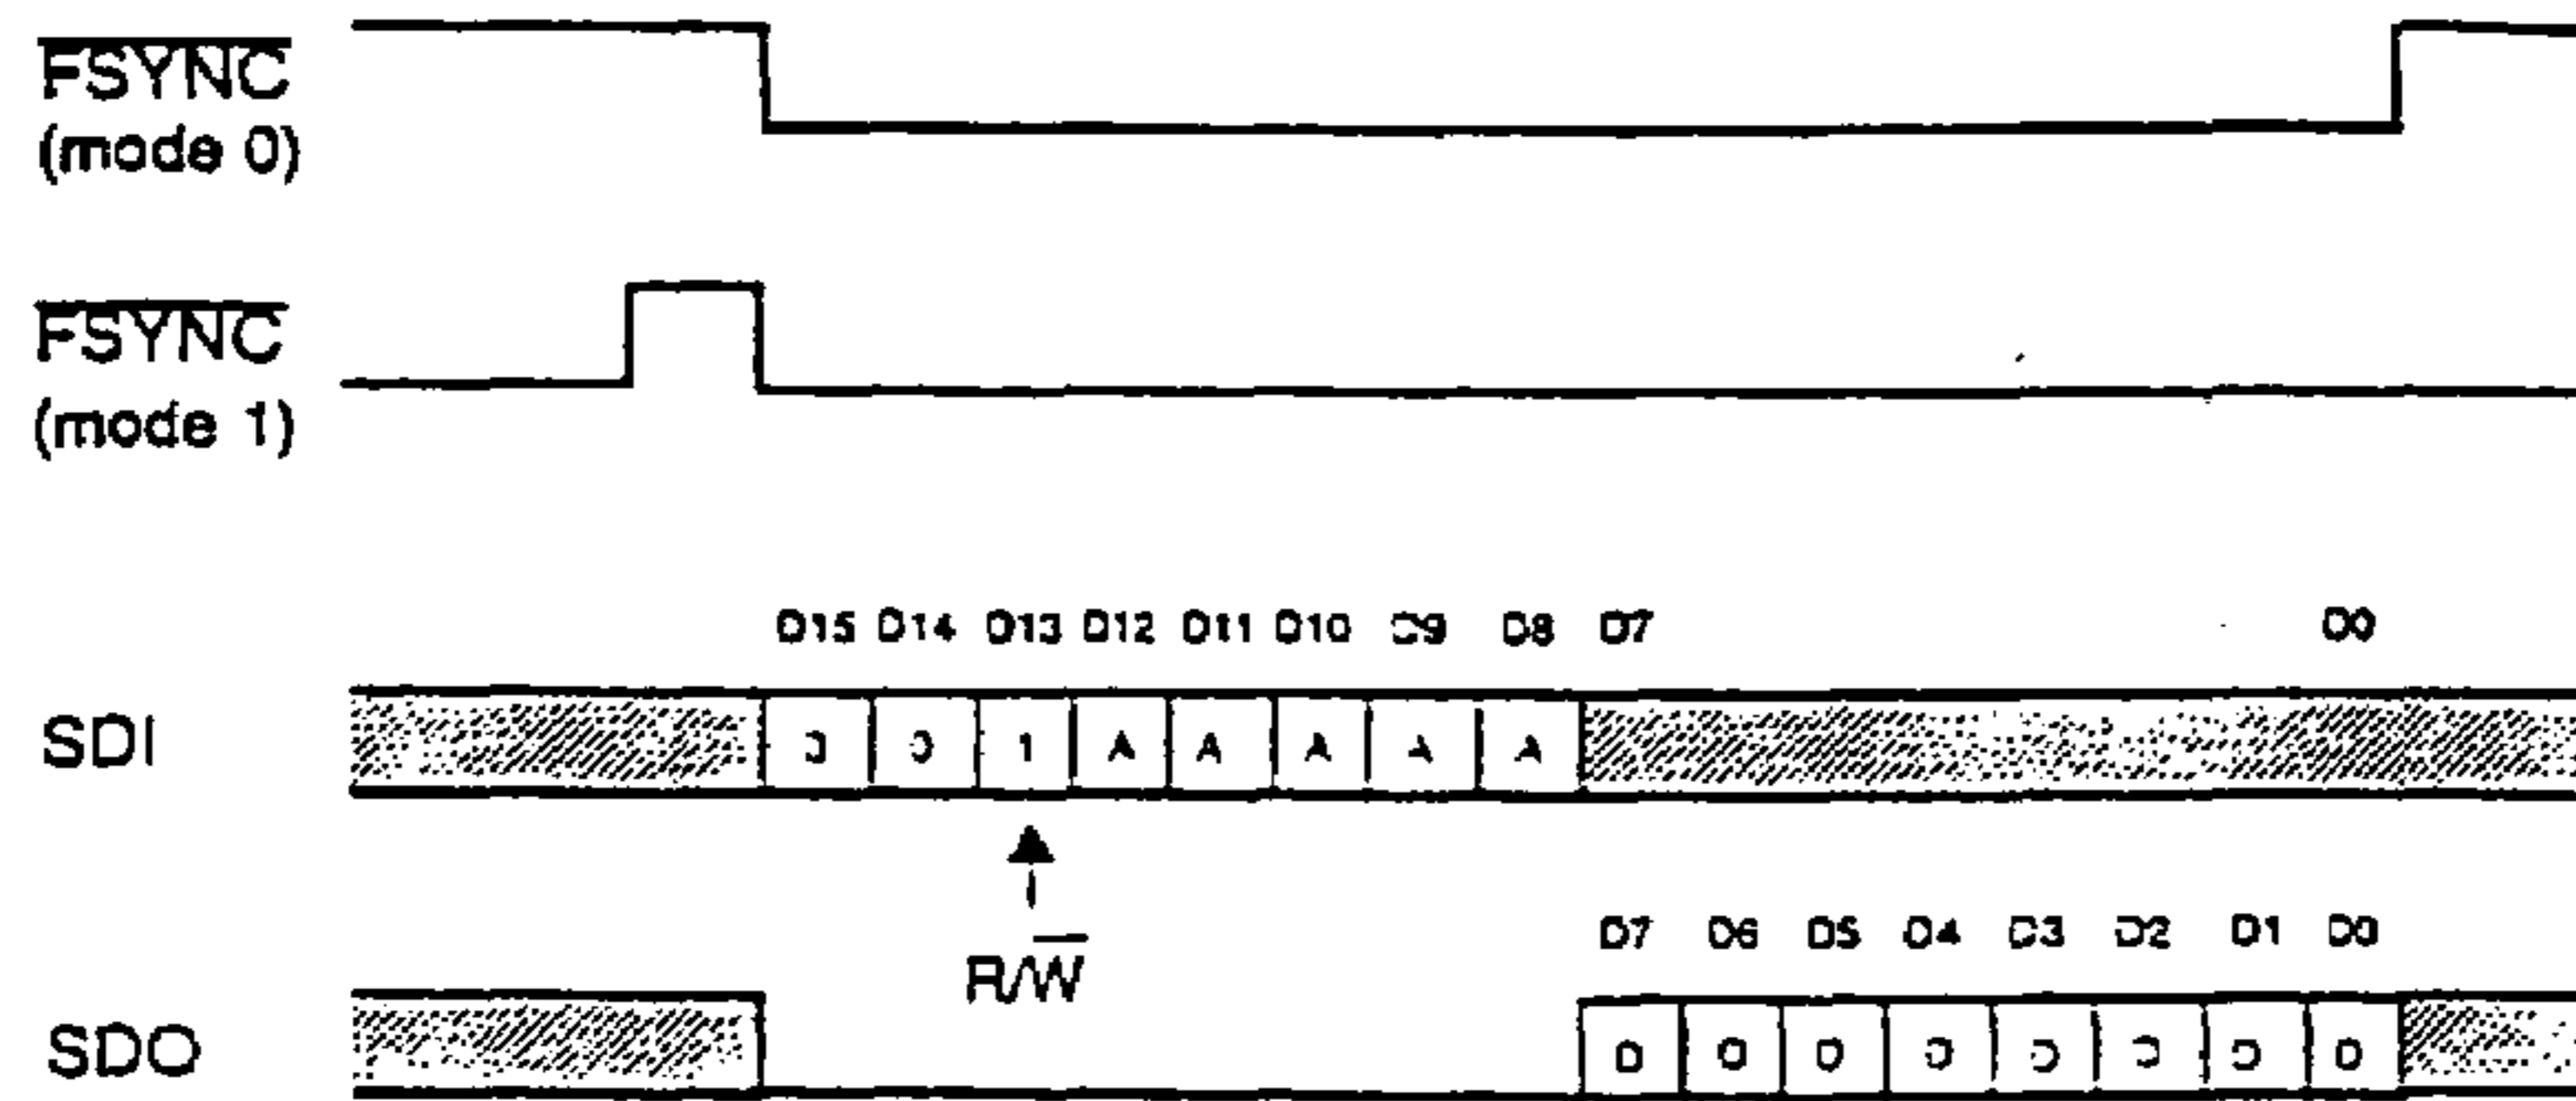 FSYNC
(mode 0)
FSYNC
(mode 1)
D15 D14 D13 D12 D11 D10 D9 D8 D7 D0
SDI 0 0 1 A A A A A
R/W
D7 D6 D5 D4 D3 D2 D1 D0
SDO D D D D D D D D